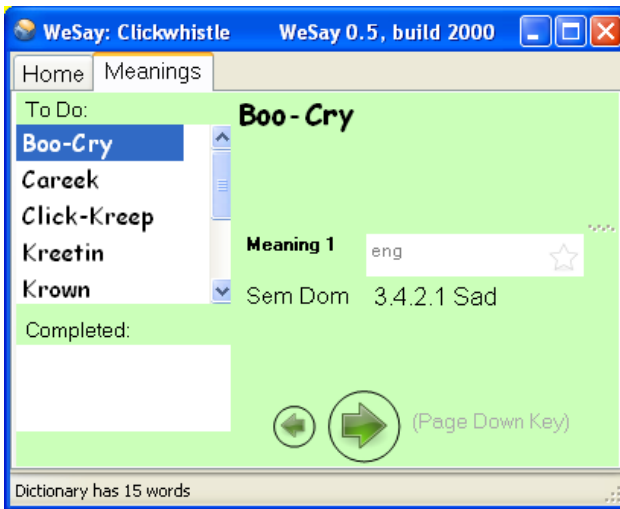 WeSay: Clickwhistle WeSay 0.5, build 2000
Home Meanings
To Do:
Boo-Cry
Careek
Click-Kreep
Kreetin
Krown
Completed:
Boo-Cry
Meaning 1 eng
Sem Dom 3.4.2.1 Sad
(Page Down Key)
Dictionary has 15 words